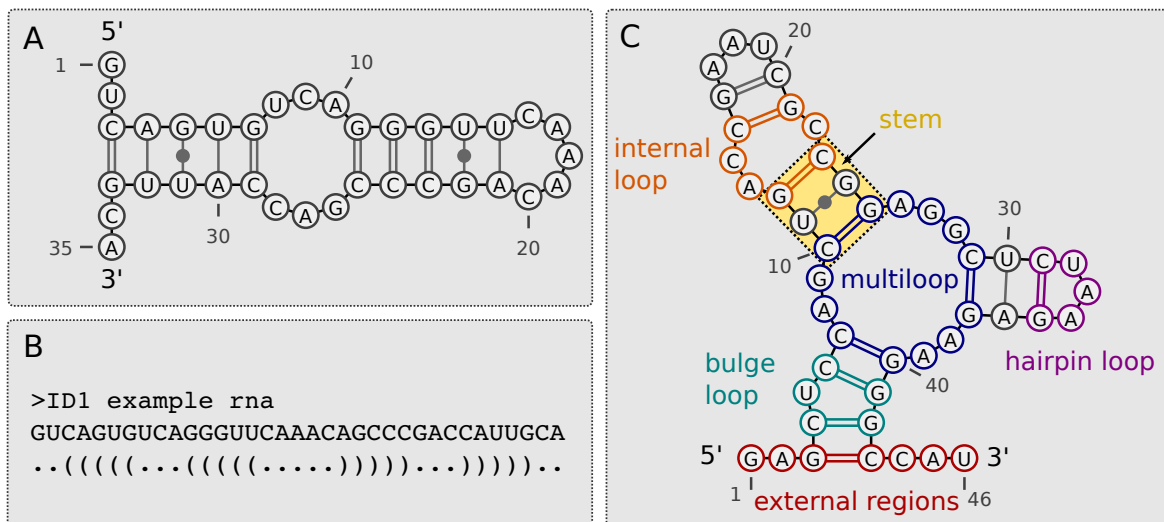 A
5'
1 G
U
C A G U G U C A G G G U U C A
10
A
G U U A C C A G C C C G A C A
30
20
C
35 A
3'
B
>ID1 example rna
GUCAGUGUCAGGGUUCAAACAGCCCGACCAUUGCA
..(((((...(((((.....)))))...)))))..
C
5' G A G C U C C A G C U G A C C G A A U C G C C G G A G G C U C U A A G A G A A G G G C C A U 3'
1
10
20
30
40
46
stem
internal
loop
multiloop
bulge
loop
hairpin loop
external regions